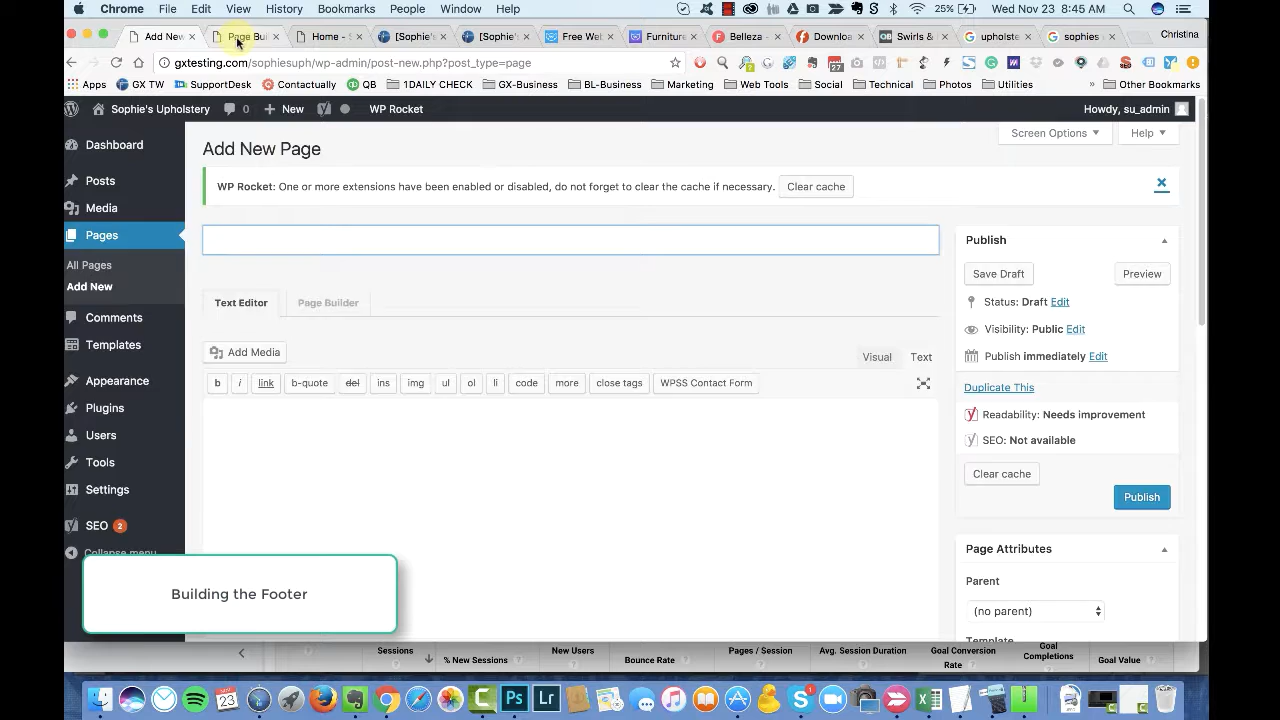 Chrome File Edit View History Bookmarks People Window Help 25% Wed Nov 23 8:45 AM
Add New Page Bui Home - [Sophie [Sophie Free Web Furniture Belleza - Downloa Swirls & upholste sophies Christina
gxtesting.com/sophiesuph/wp-admin/post-new.php?post_type=page
27
Apps GX TW SupportDesk Contactually QB GX-Business BL-Business Marketing Web Tools Social Technical Photos Utilities » Other Bookmarks
Sophie's Upholstery 0 New WP Rocket Howdy, su_admin
Screen Options Help
Dashboard
Posts
Media
Pages
All Pages
Add New
Comments
Templates
Appearance
Plugins
Users
Tools
Settings
SEO 2
Collapse menu
Add New Page
WP Rocket: One or more extensions have been enabled or disabled, do not forget to clear the cache if necessary. Clear cache
Text Editor Page Builder
Add Media
Visual Text
b i link b-quote del ins img ul ol li code more close tags WPSS Contact Form
Publish
Save Draft Preview
Status: Draft Edit
Visibility: Public Edit
Publish immediately Edit
Duplicate This
Readability: Needs improvement
SEO: Not available
Clear cache
Publish
Page Attributes
Parent
(no parent)
Template
Building the Footer
Sessions
% New Sessions
New Users
Bounce Rate
Pages / Session
Avg. Session Duration
Goal Conversion
Rate
Goal
Completions
Goal Value